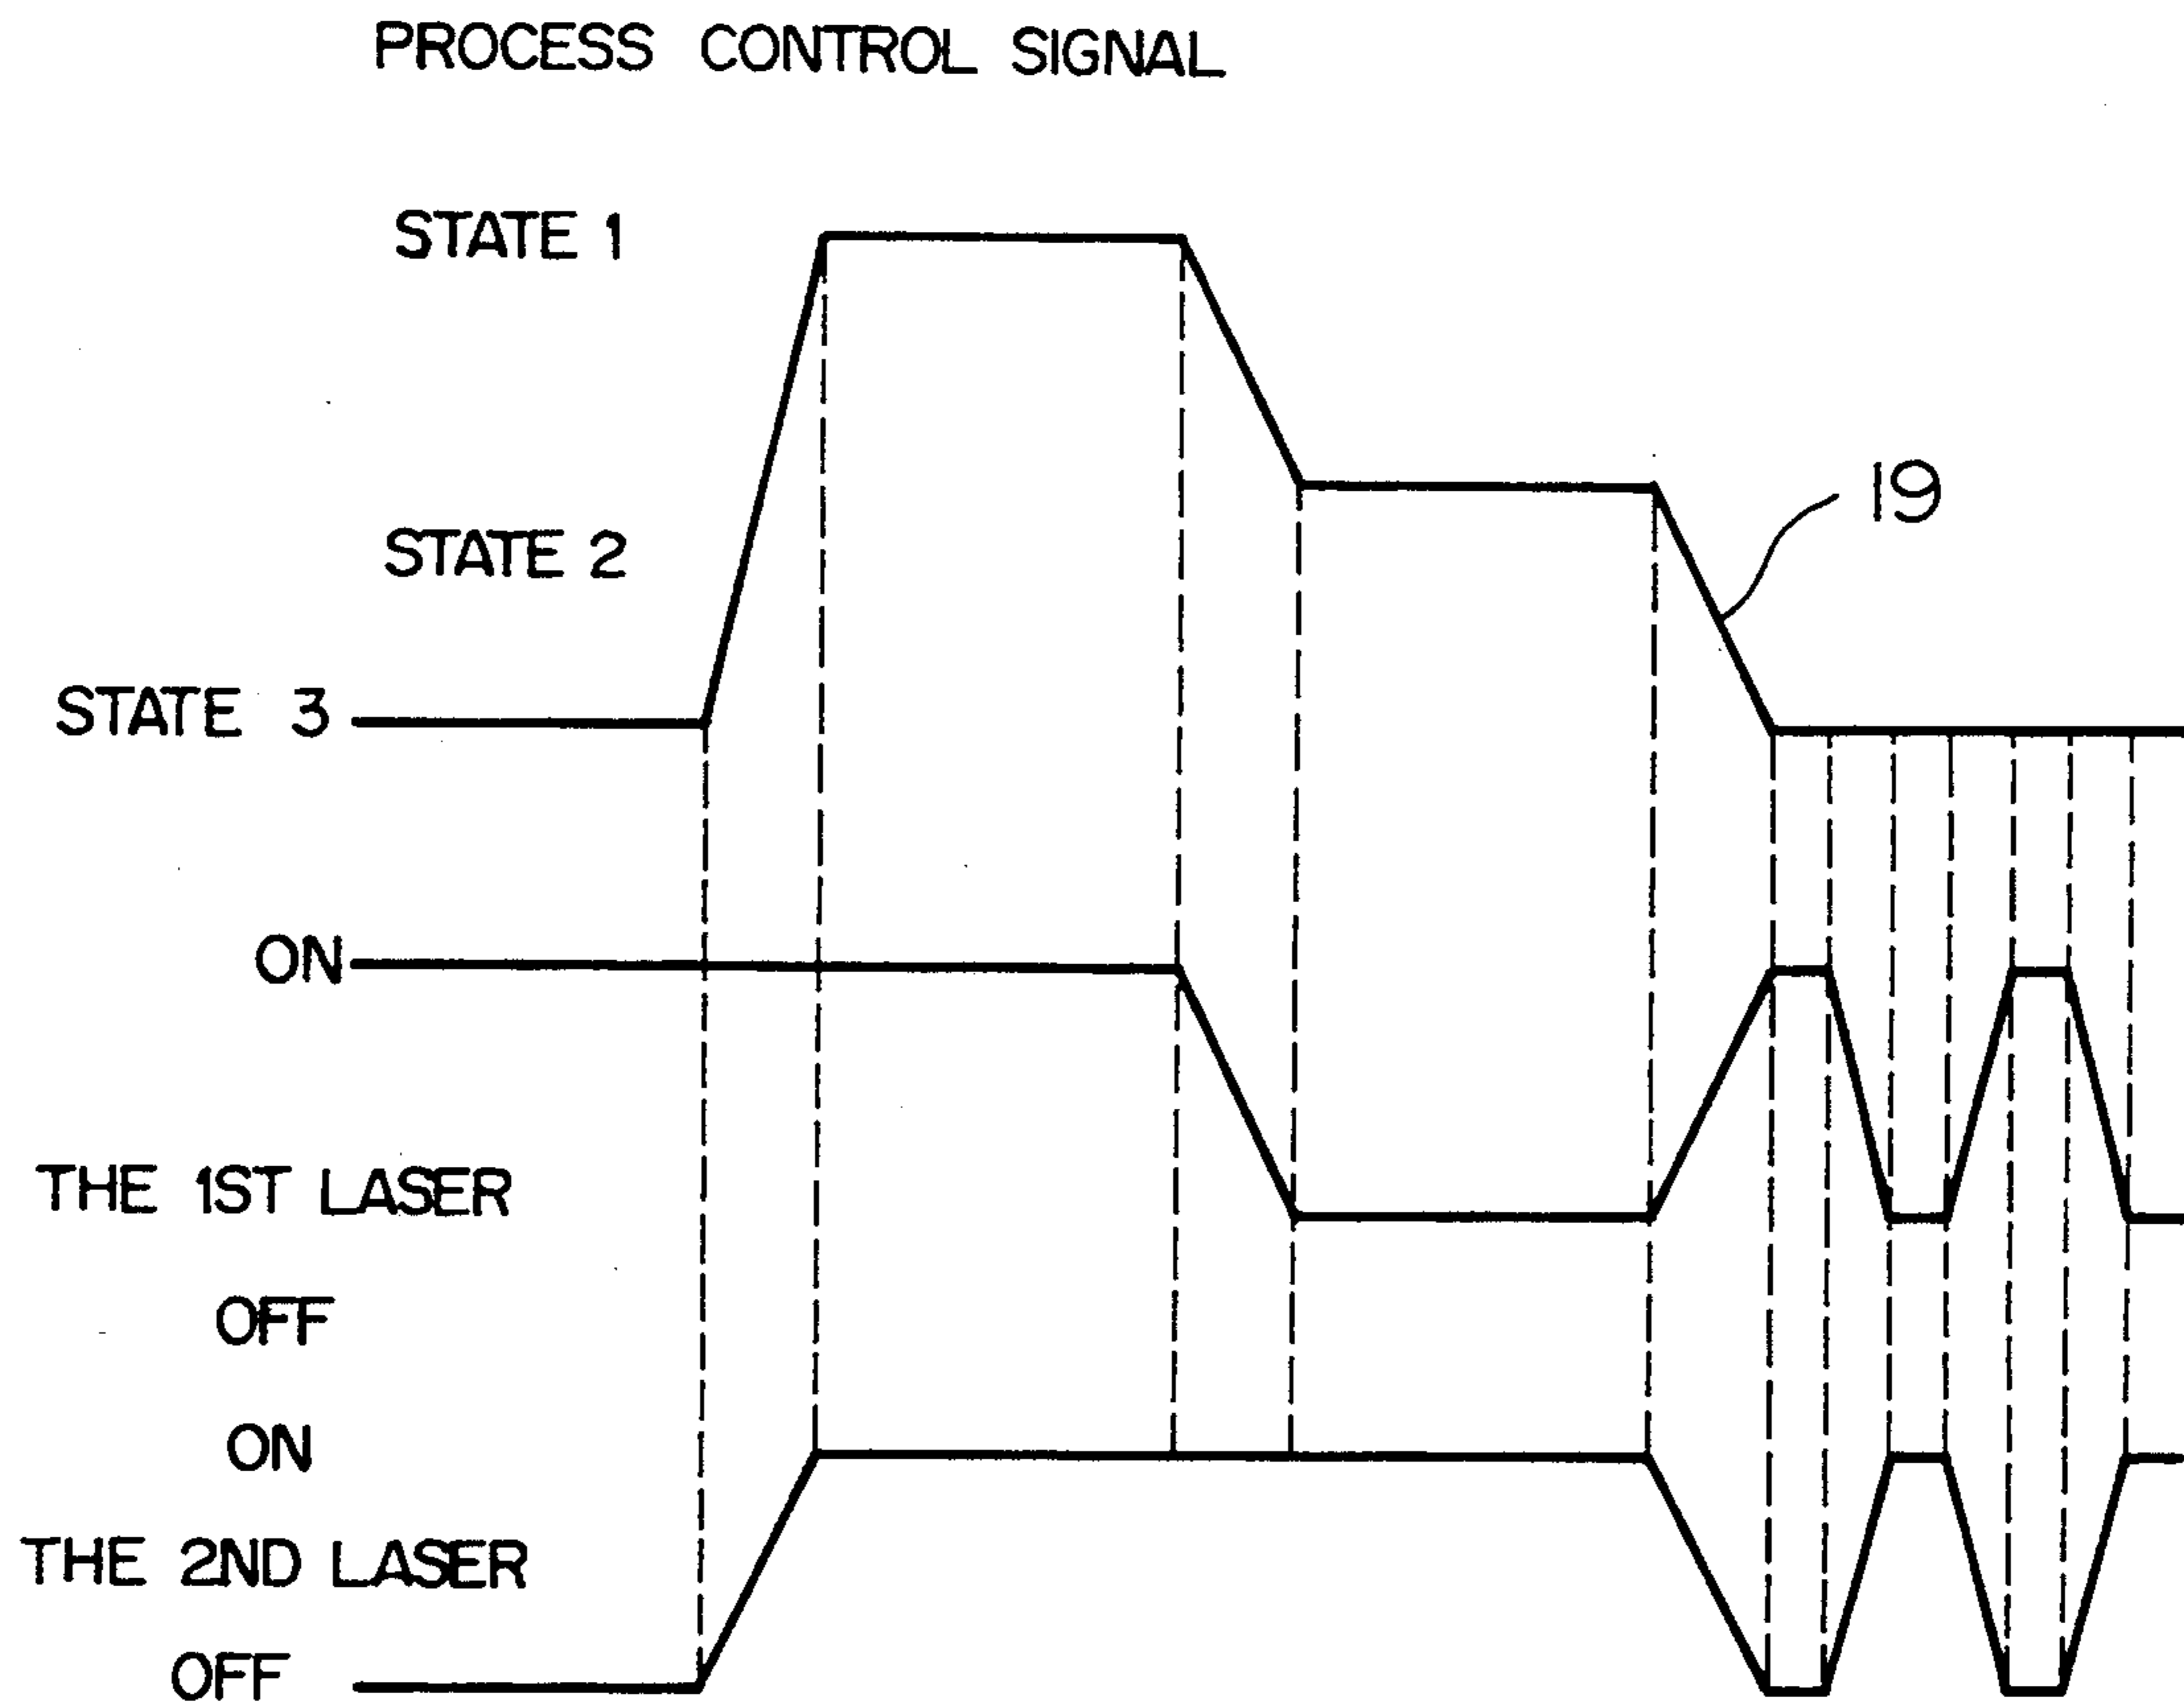 PROCESS CONTROL SIGNAL
STATE 1
19
STATE 2
STATE 3
ON
THE 1ST LASER
OFF
ON
THE 2ND LASER
OFF